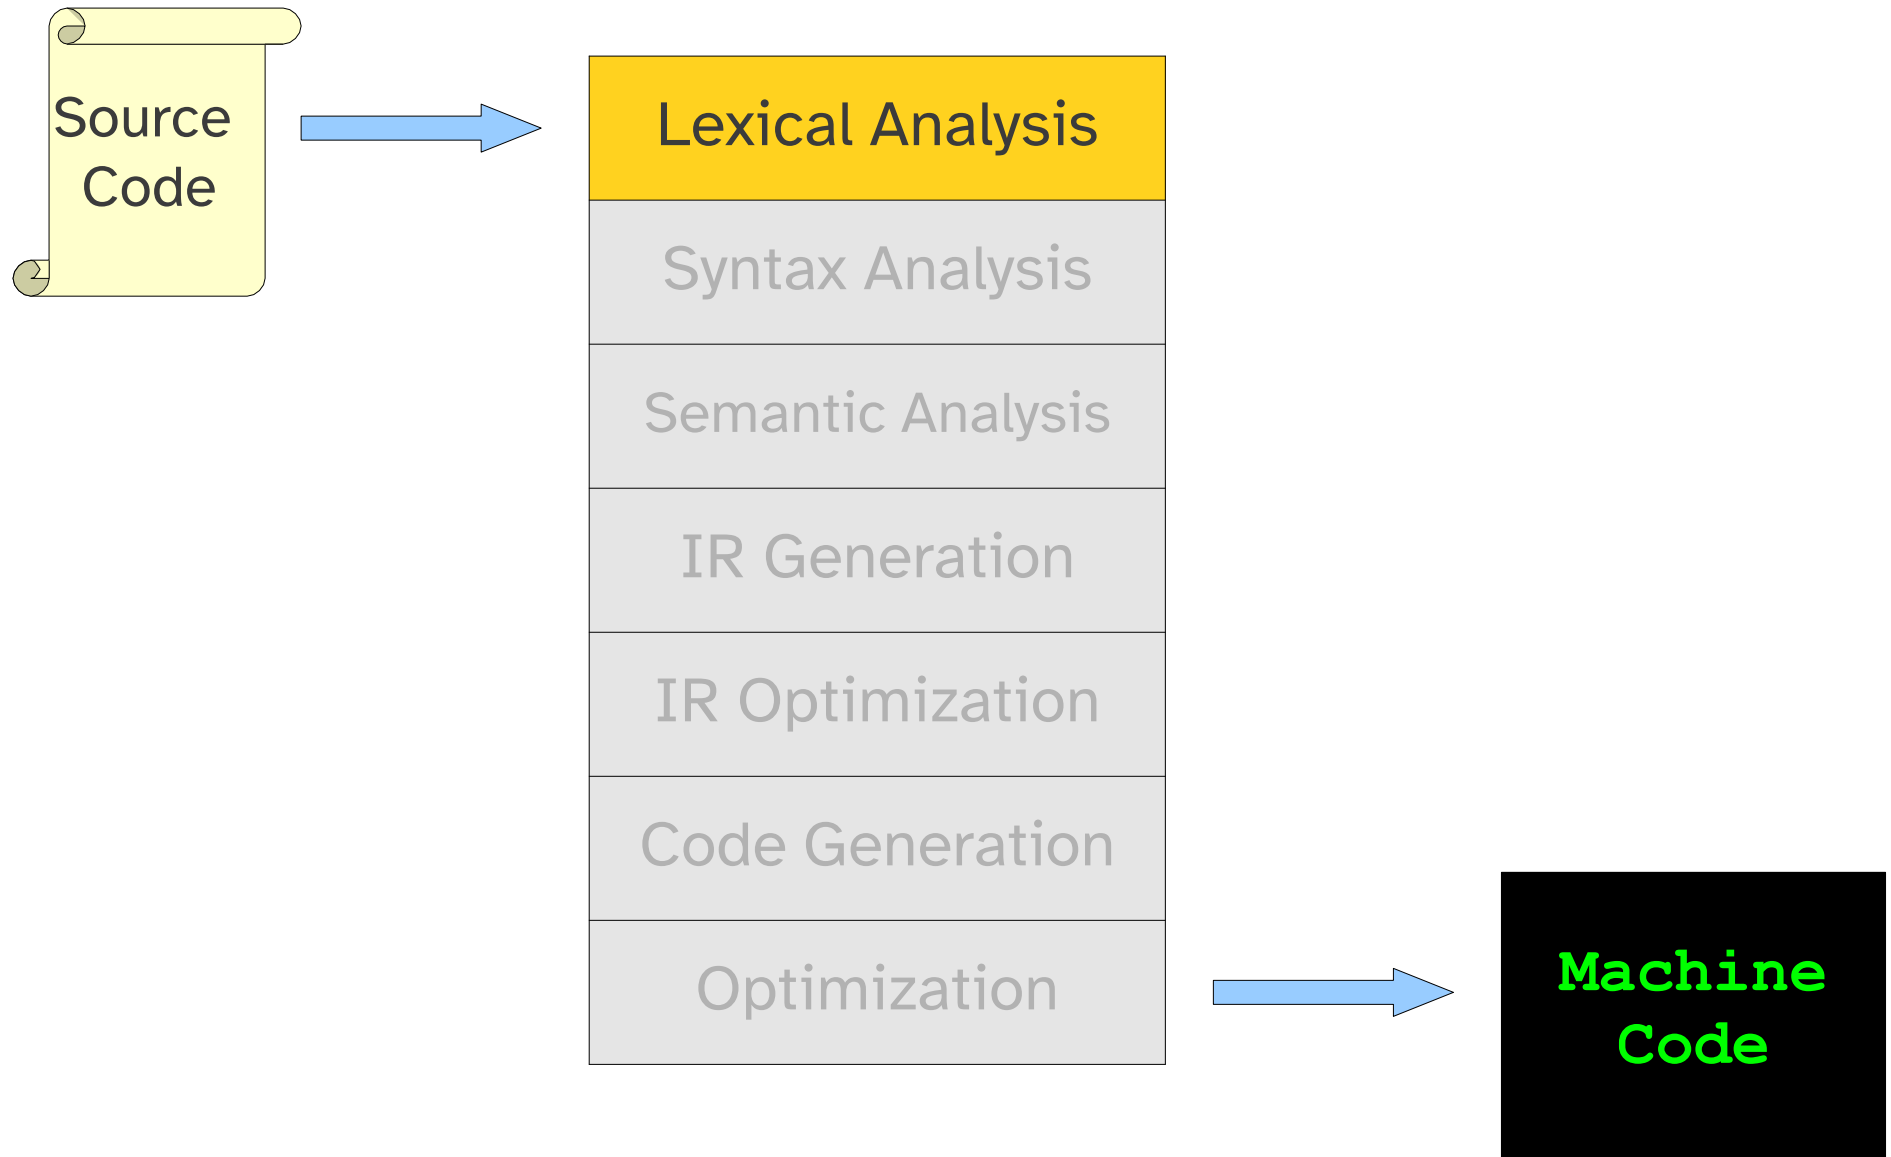 Source
Code
Lexical Analysis
Syntax Analysis
Semantic Analysis
IR Generation
IR Optimization
Code Generation
Optimization
Machine
Code